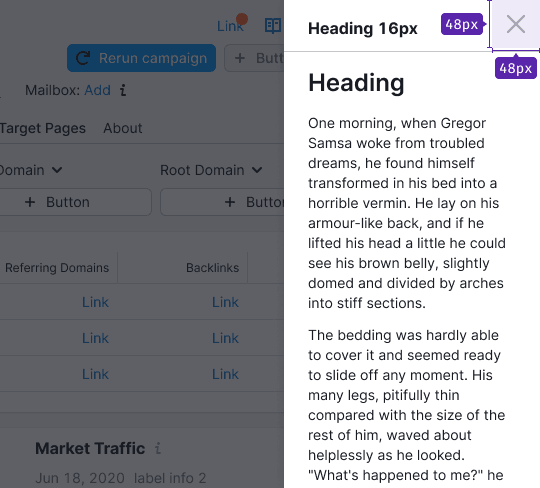 Link
Rerun campaign
+ Butt
Mailbox: Add i
Target Pages About
Domain
Root Domain
+ Button
+ Butto
Referring Domains Backlinks
Link Link
Link Link
Link Link
Market Traffic i
Jun 18, 2020 label info 2
Heading 16px
48px
48px
Heading
One morning, when Gregor
Samsa woke from troubled
dreams, he found himself
transformed in his bed into a
horrible vermin. He lay on his
armour-like back, and if he
lifted his head a little he could
see his brown belly, slightly
domed and divided by arches
into stiff sections.
The bedding was hardly able
to cover it and seemed ready
to slide off any moment. His
many legs, pitifully thin
compared with the size of the
rest of him, waved about
helplessly as he looked.
"What's happened to me?" he